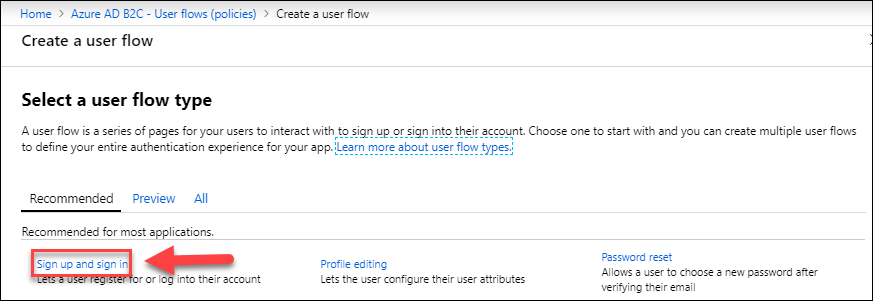 Home > Azure AD B2C - User flows (policies) > Create a user flow
Create a user flow
Select a user flow type
A user flow is a series of pages for your users to interact with to sign up or sign into their account. Choose one to start with and you can create multiple user flows
to define your entire authentication experience for your app. Learn more about user flow types.
Recommended Preview All
Recommended for most applications.
Sign up and sign in
Lets a user register for or log into their account
Profile editing
Lets the user configure their user attributes
Password reset
Allows a user to choose a new password after
verifying their email